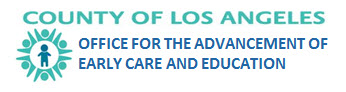 COUNTY OF LOS ANGELES
OFFICE FOR THE ADVANCEMENT OF
EARLY CARE AND EDUCATION